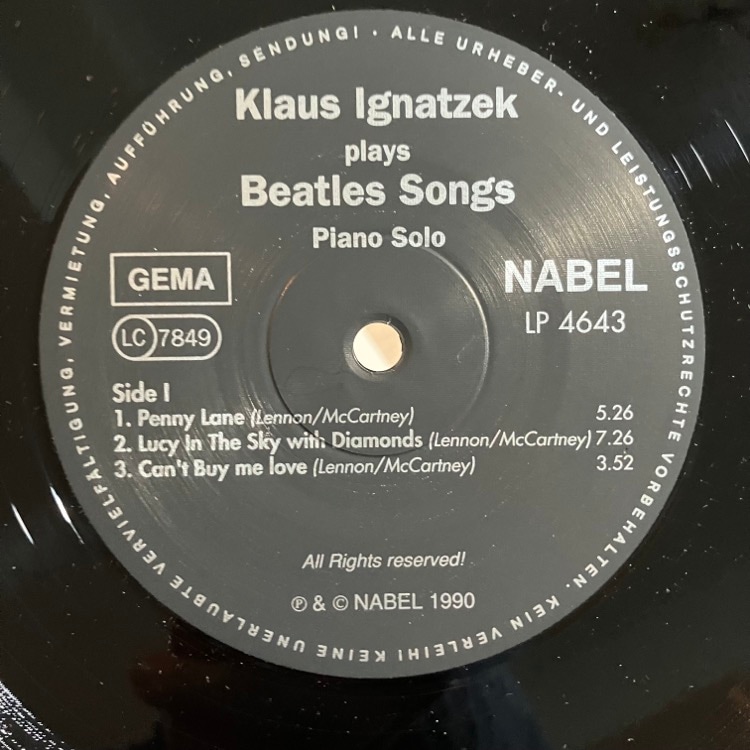 ALLE URHEBER- UND LEISTUNGSSCHUTZRECHTE VORBEHALTEN. KEIN VERLEIH! KEINE UNERLAUBTE VERVIELFÄLTIGUNG, VERMIETUNG, AUFFÜHRUNG, SENDUNG! •
Klaus Ignatzek
plays
Beatles Songs
Piano Solo
GEMA
LC 7849
NABEL
LP 4643
Side I
1. Penny Lane (Lennon/McCartney) 5.26
2. Lucy In The Sky with Diamonds (Lennon/McCartney) 7.26
3. Can't Buy me love (Lennon/McCartney) 3.52
All Rights reserved!
℗ & © NABEL 1990